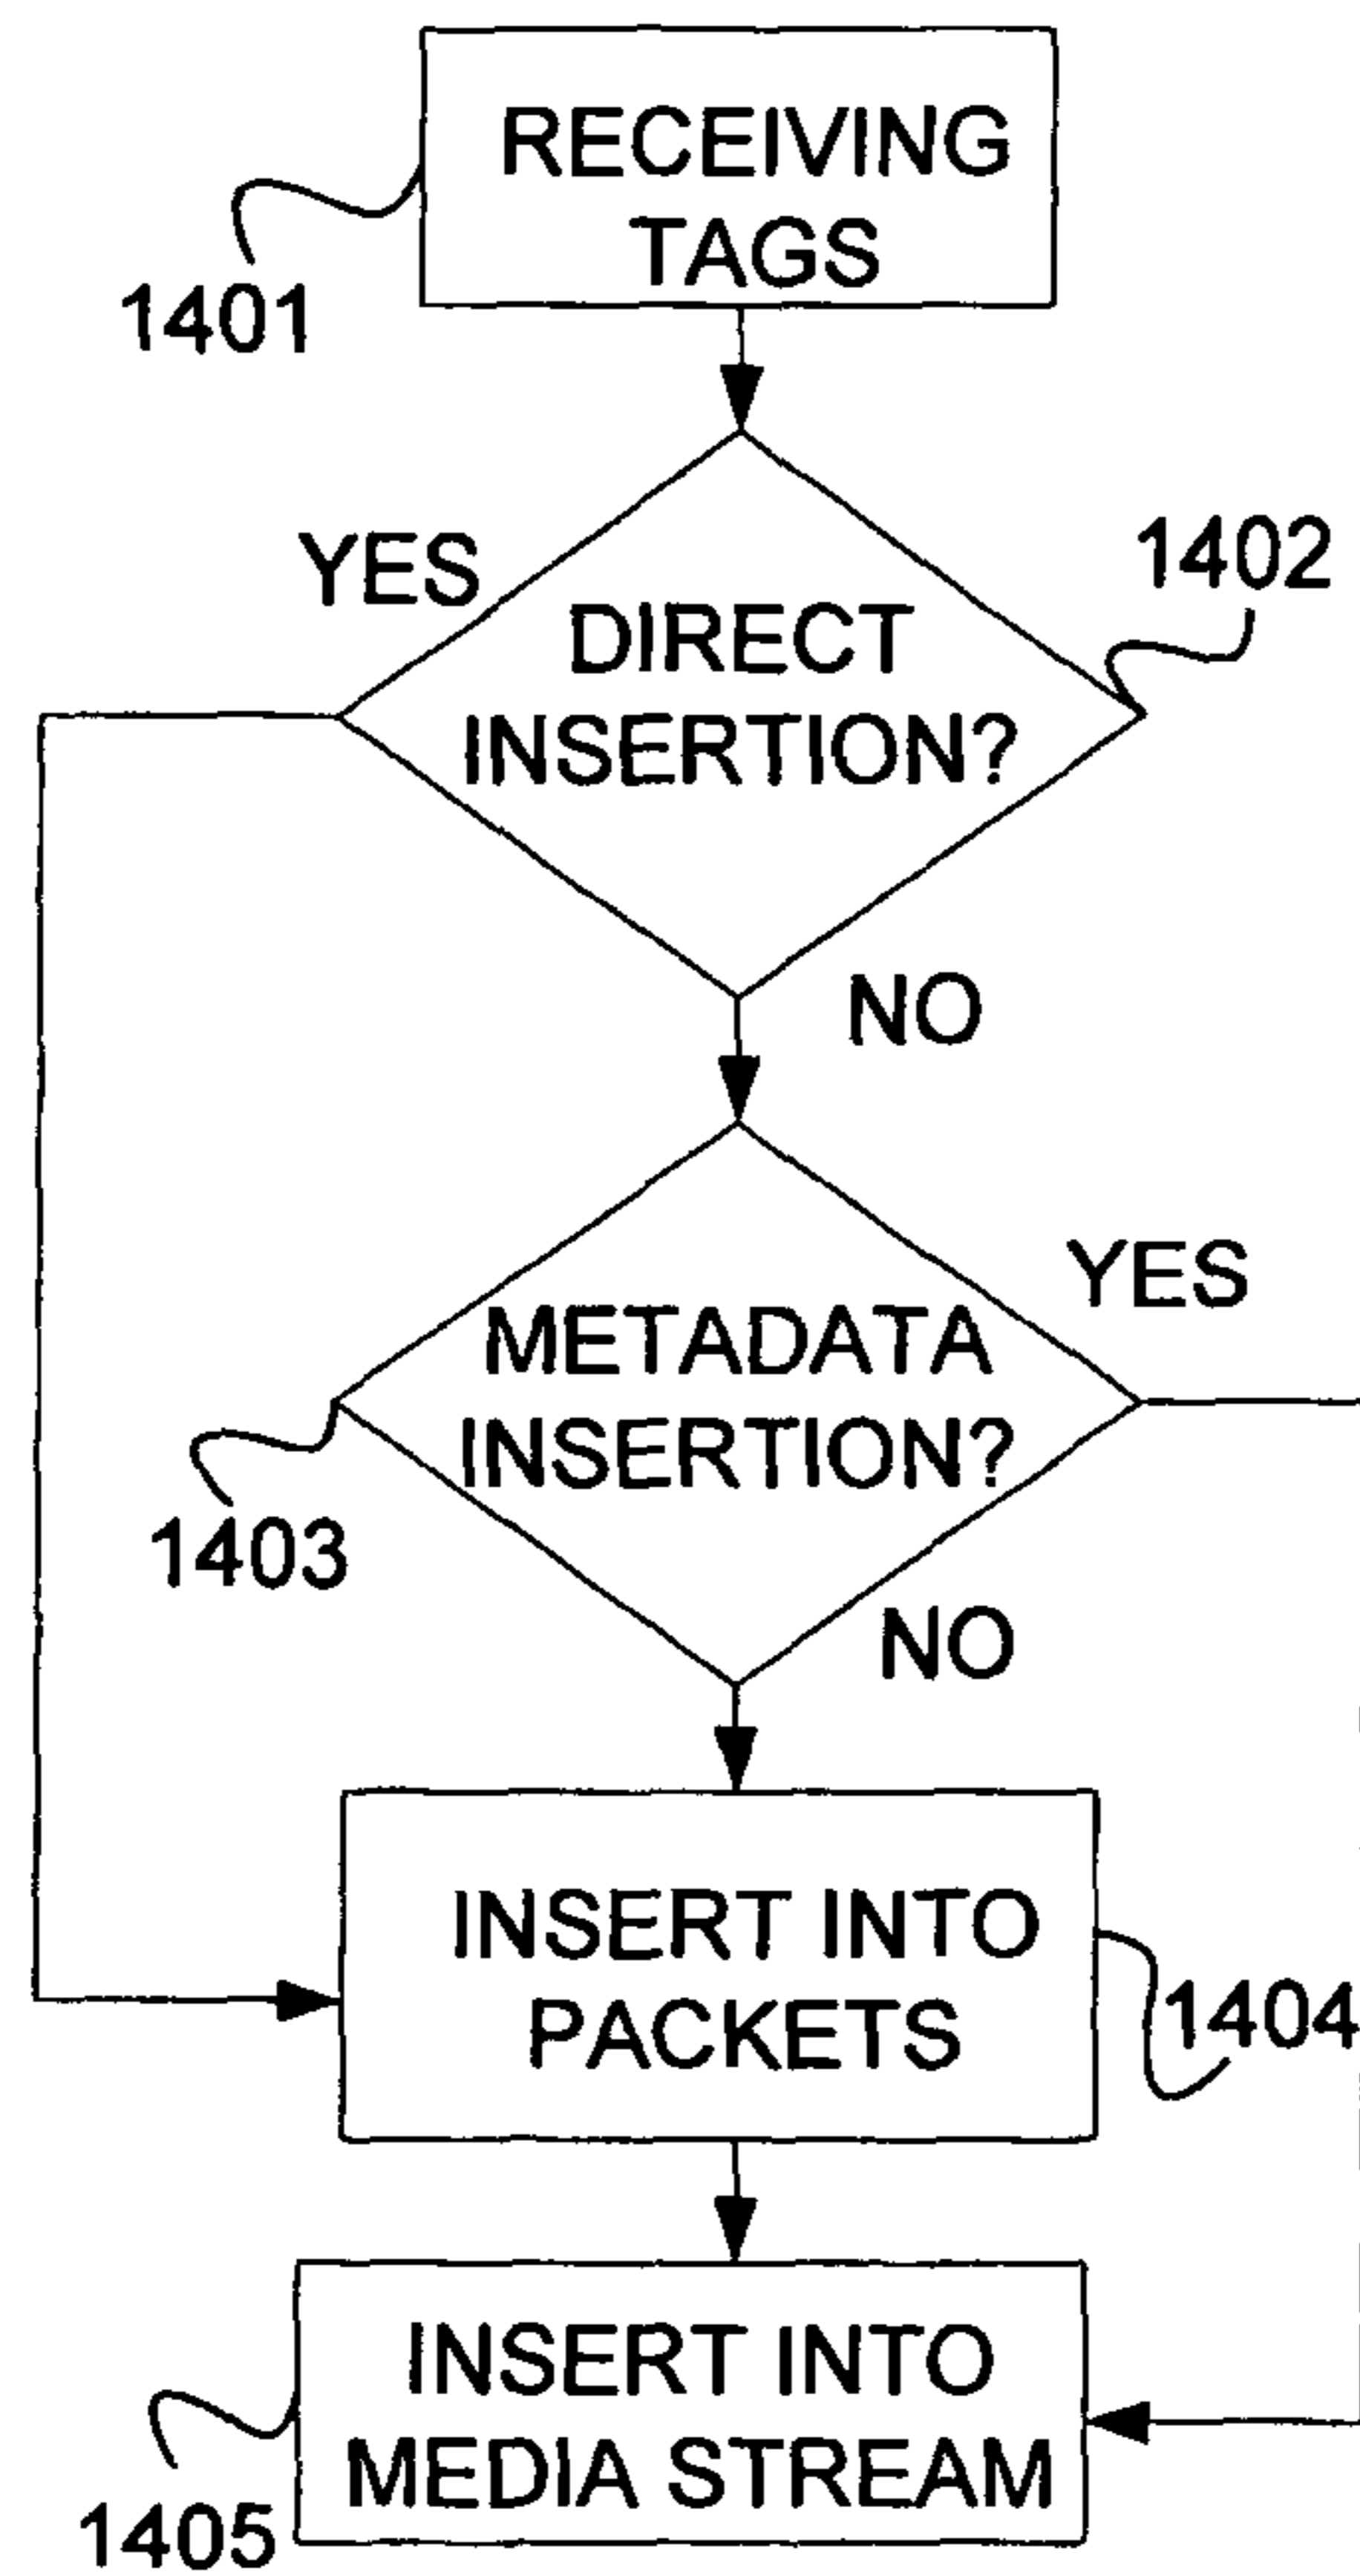 RECEIVING
TAGS
1401
YES
1402
DIRECT
INSERTION?
NO
YES
METADATA
INSERTION?
1403
NO
INSERT INTO
PACKETS
1404
INSERT INTO
MEDIA STREAM
1405